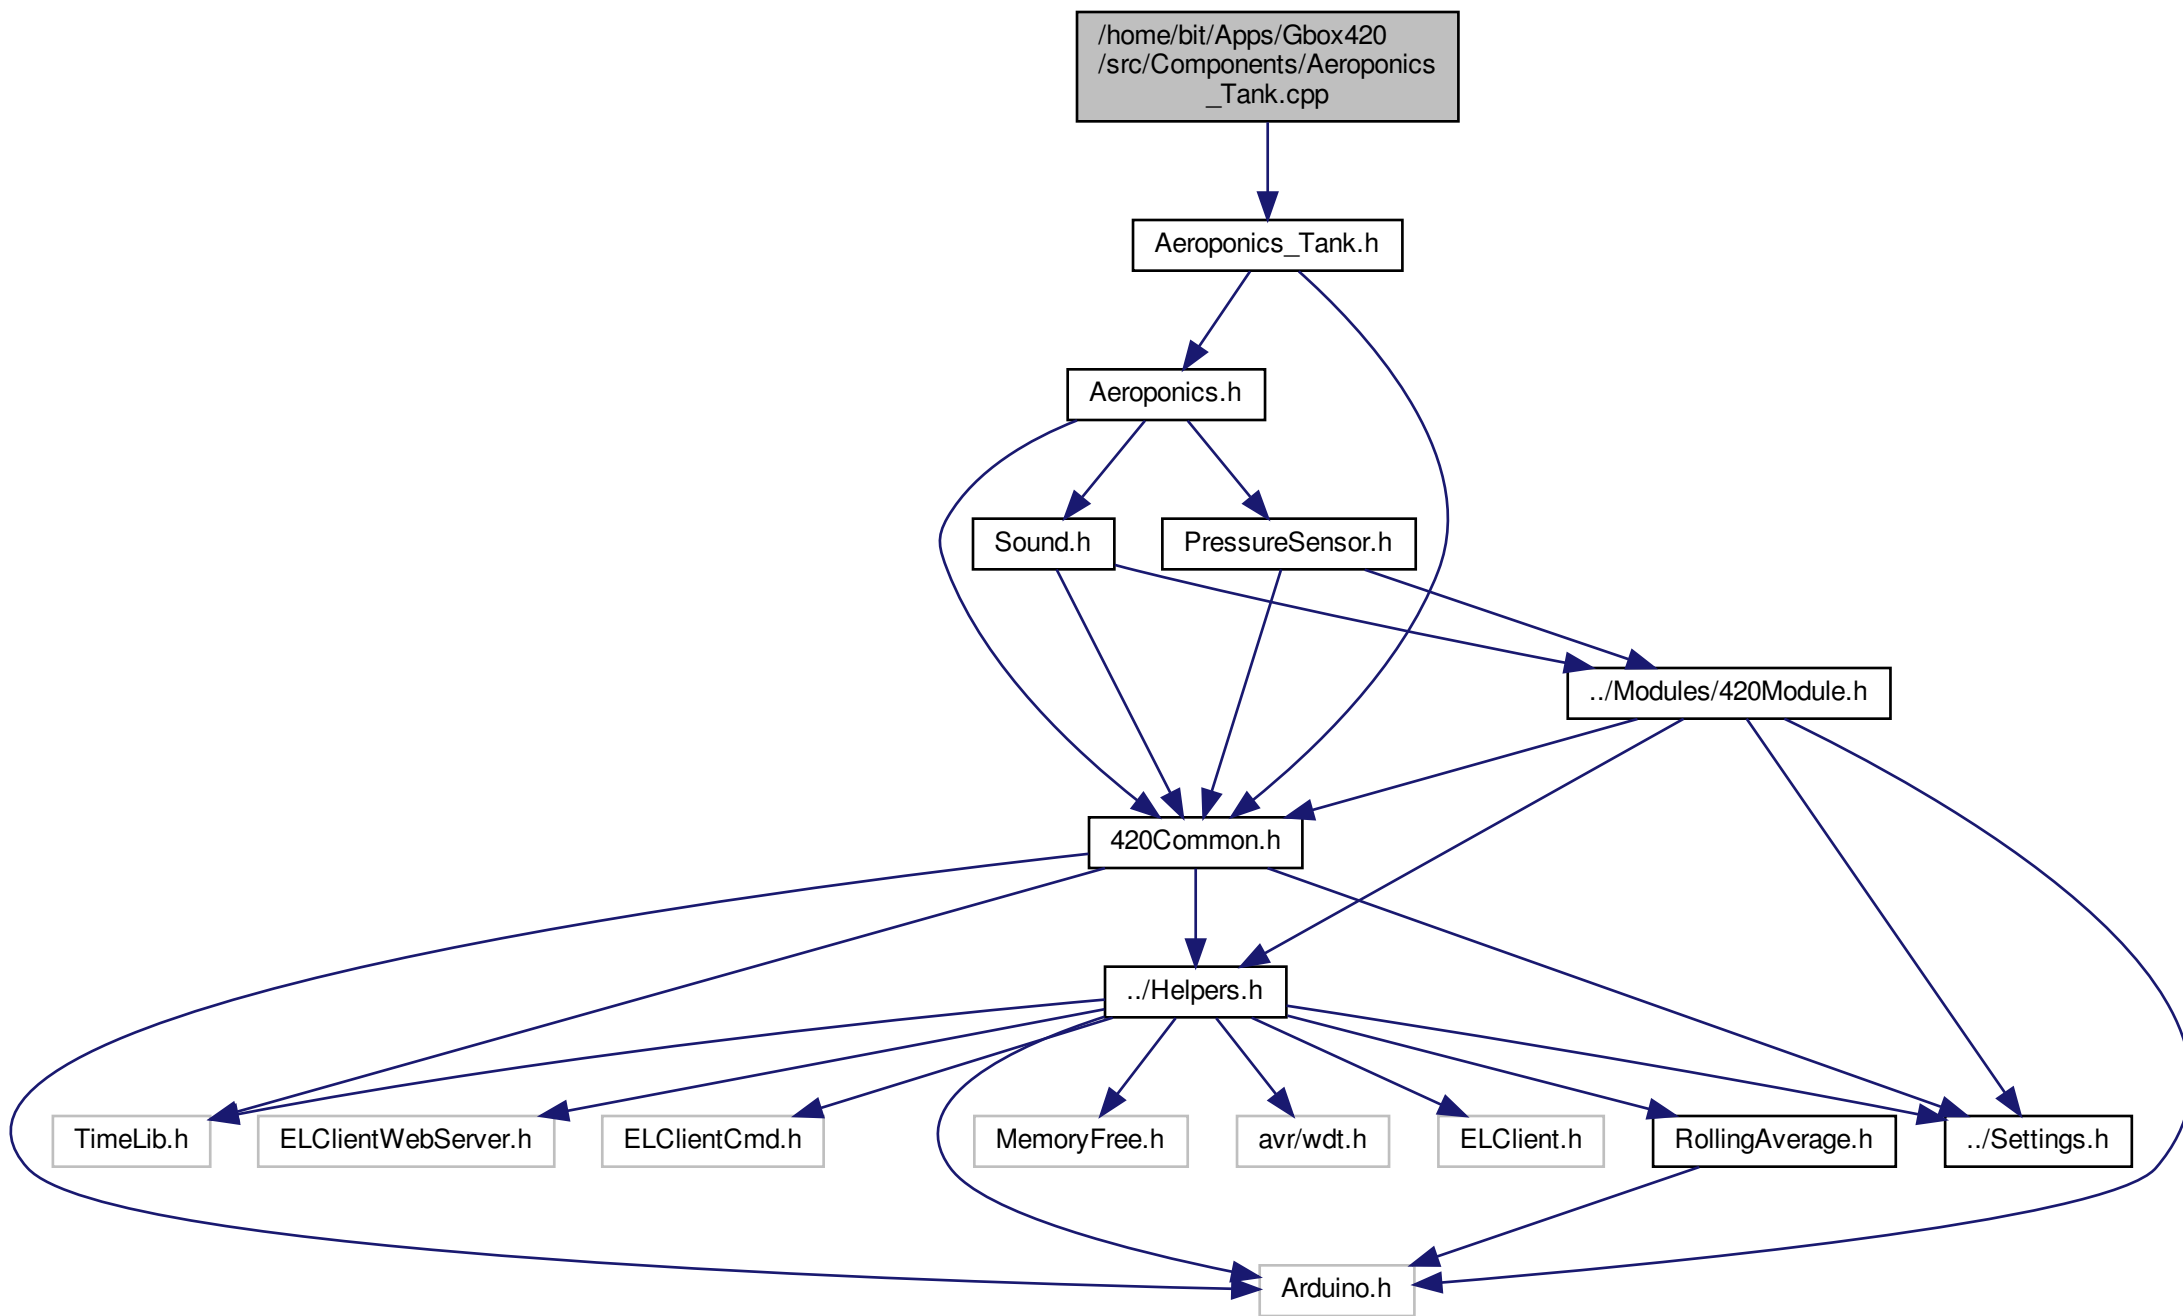 /home/bit/Apps/Gbox420
/src/Components/Aeroponics
_Tank.cpp
Aeroponics_Tank.h
Aeroponics.h
Sound.h
PressureSensor.h
../Modules/420Module.h
420Common.h
../Helpers.h
TimeLib.h
ELClientWebServer.h
ELClientCmd.h
MemoryFree.h
avr/wdt.h
ELClient.h
RollingAverage.h
../Settings.h
Arduino.h